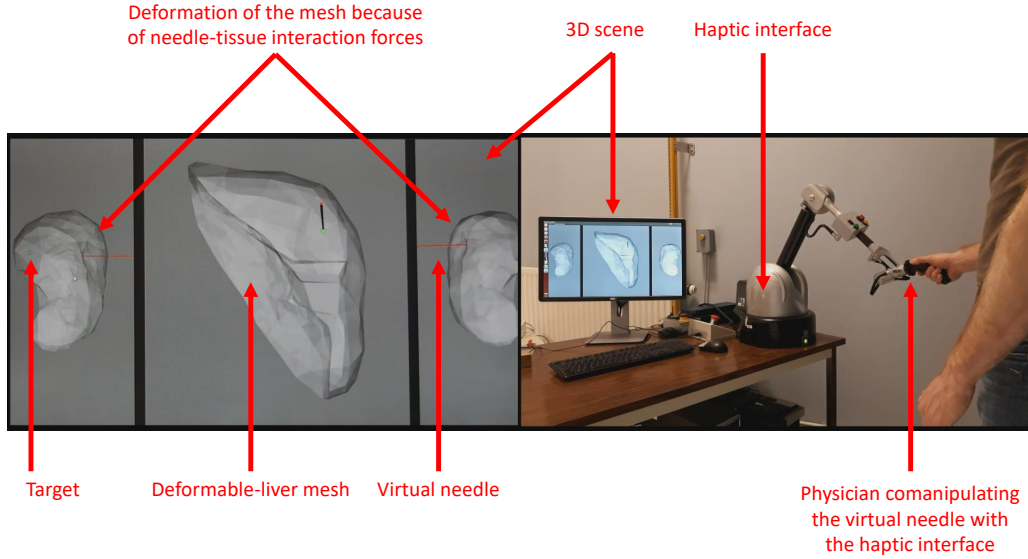 Deformation of the mesh because
of needle-tissue interaction forces
3D scene
Haptic interface
Target
Deformable-liver mesh
Virtual needle
Physician comanipulating
the virtual needle with
the haptic interface